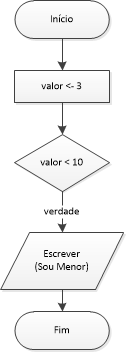 Início
valor <- 3
valor < 10
verdade
Escrever
(Sou Menor)
Fim